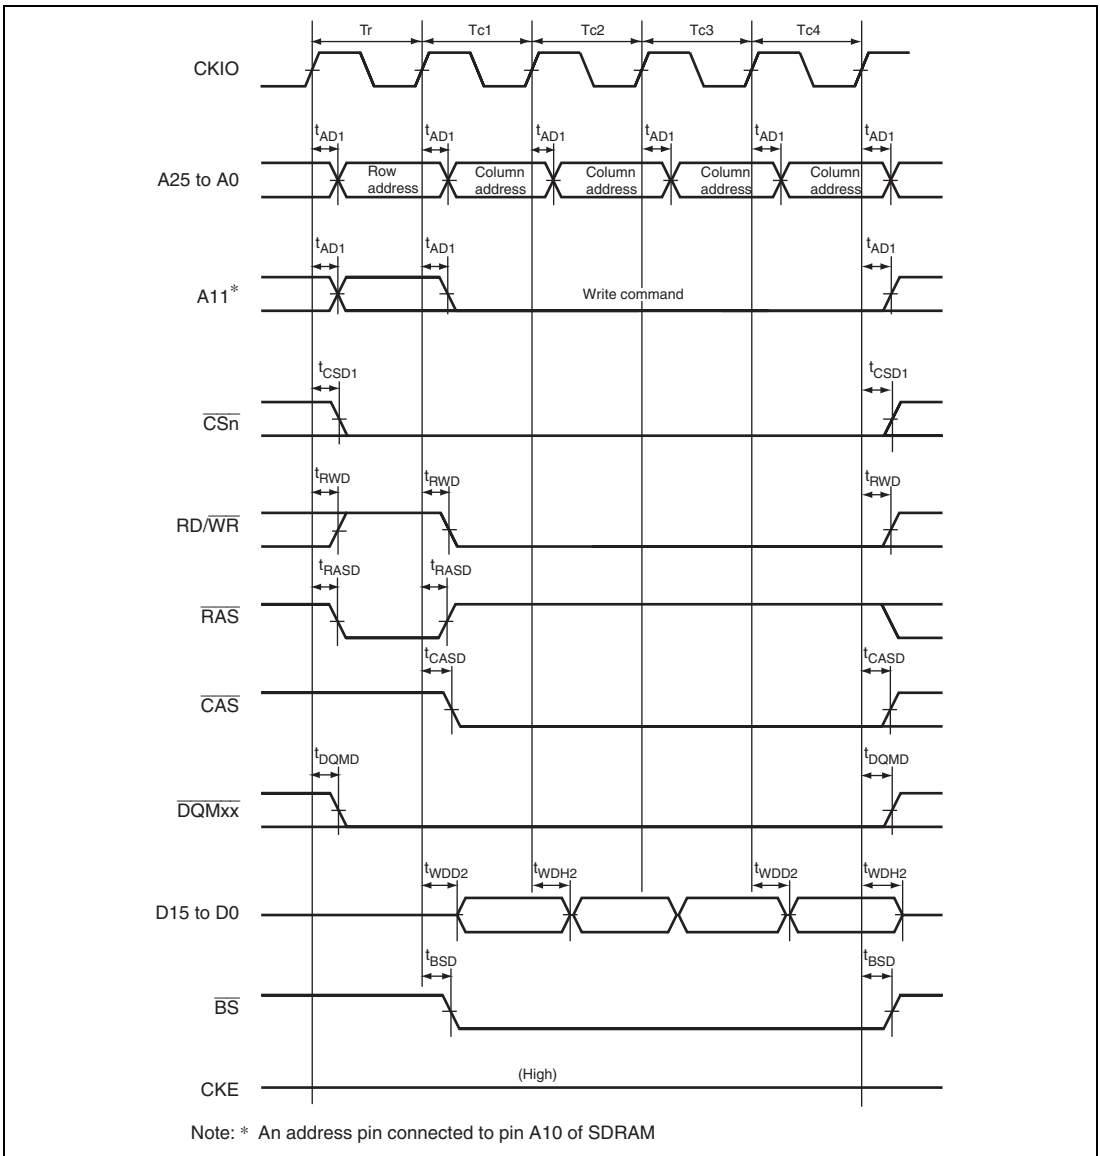 Tr Tc1 Tc2 Tc3 Tc4
CKIO
tAD1 tAD1 tAD1 tAD1 tAD1 tAD1
A25 to A0
Row address
Column address
Column address
Column address
Column address
tAD1 tAD1 tAD1
A11*
Write command
tCSD1 tCSD1
CSn
tRWD tRWD tRWD
RD/WR
tRASD tRASD
RAS
tCASD tCASD
CAS
tDQMD tDQMD
DQMxx
tWDD2 tWDH2 tWDD2 tWDH2
D15 to D0
tBSD tBSD
BS
(High)
CKE
Note: * An address pin connected to pin A10 of SDRAM